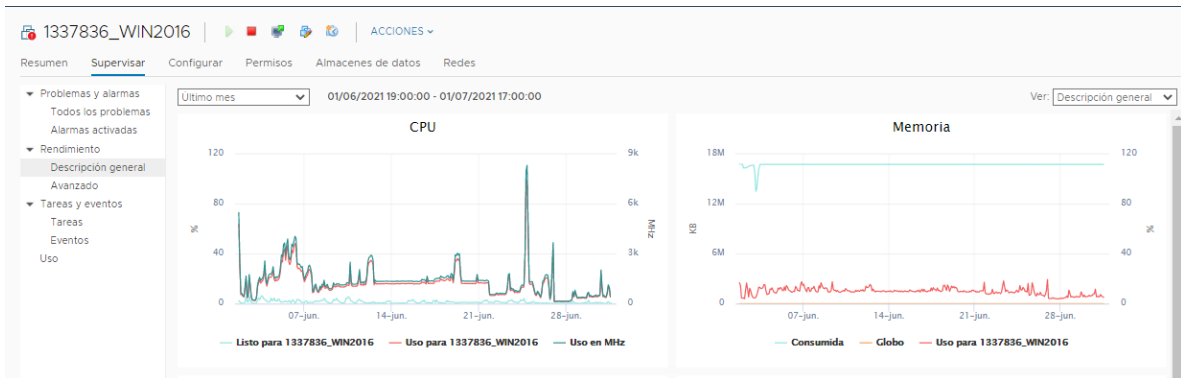 1337836_WIN2016 ACCIONES
Resumen Supervisar Configurar Permisos Almacenes de datos Redes
Problemas y alarmas
Todos los problemas
Alarmas activadas
Rendimiento
Descripción general
Avanzado
Tareas y eventos
Tareas
Eventos
Uso
Último mes 01/06/2021 19:00:00 - 01/07/2021 17:00:00 Ver: Descripción general
CPU
120 9k
80 6k
% MHz
40 3k
0 0
07-jun. 14-jun. 21-jun. 28-jun.
Listo para 1337836_WIN2016 Uso para 1337836_WIN2016 Uso en MHz
Memoria
18M 120
12M 80
KB %
6M 40
0 0
07-jun. 14-jun. 21-jun. 28-jun.
Consumida Globo Uso para 1337836_WIN2016